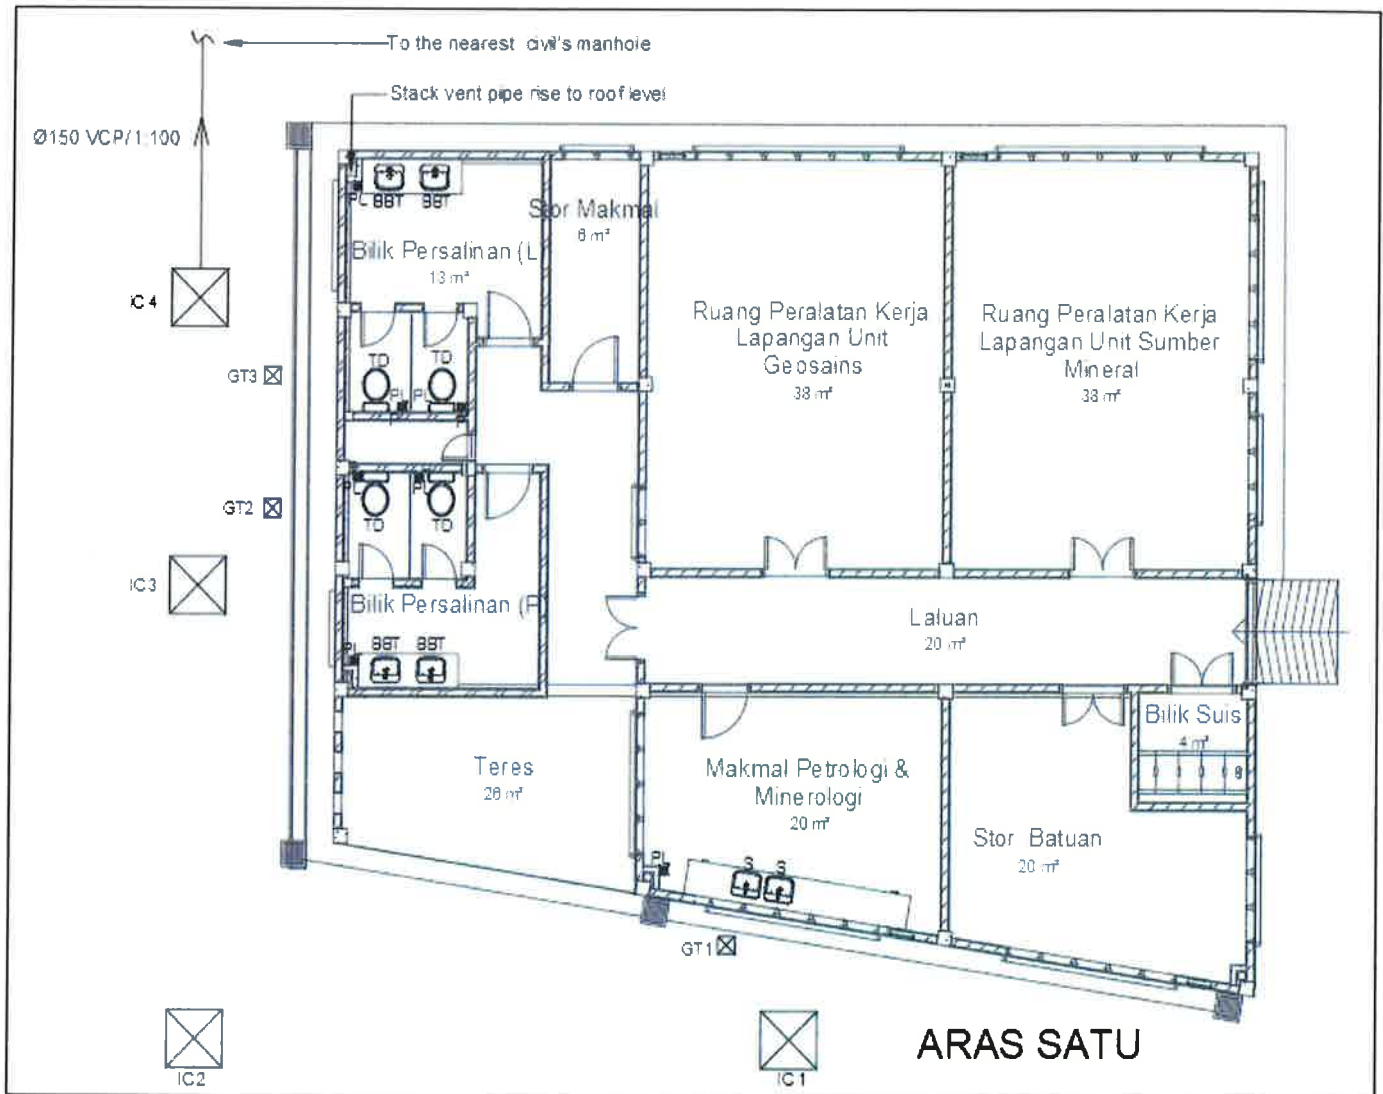 To the nearest civil's manhole
Stack vent pipe rise to roof level
Ø150 VCP/1:100
PL BBT BBT
Stor Makmal
6 m²
Bilik Persalinan (L
13 m²
IC 4
Ruang Peralatan Kerja
Lapangan Unit
Geosains
38 m²
Ruang Peralatan Kerja
Lapangan Unit Sumber
Mineral
38 m²
TD TD
GT3
PL PL
GT2
PL
TD TD
IC3
Bilik Persalinan (P
Laluan
20 m²
PL BBT BBT
Bilik Suis
4 m²
Teres
26 m²
Makmal Petrologi &
Minerologi
20 m²
Stor Batuan
20 m²
PL S S
GT1
ARAS SATU
IC2
IC1